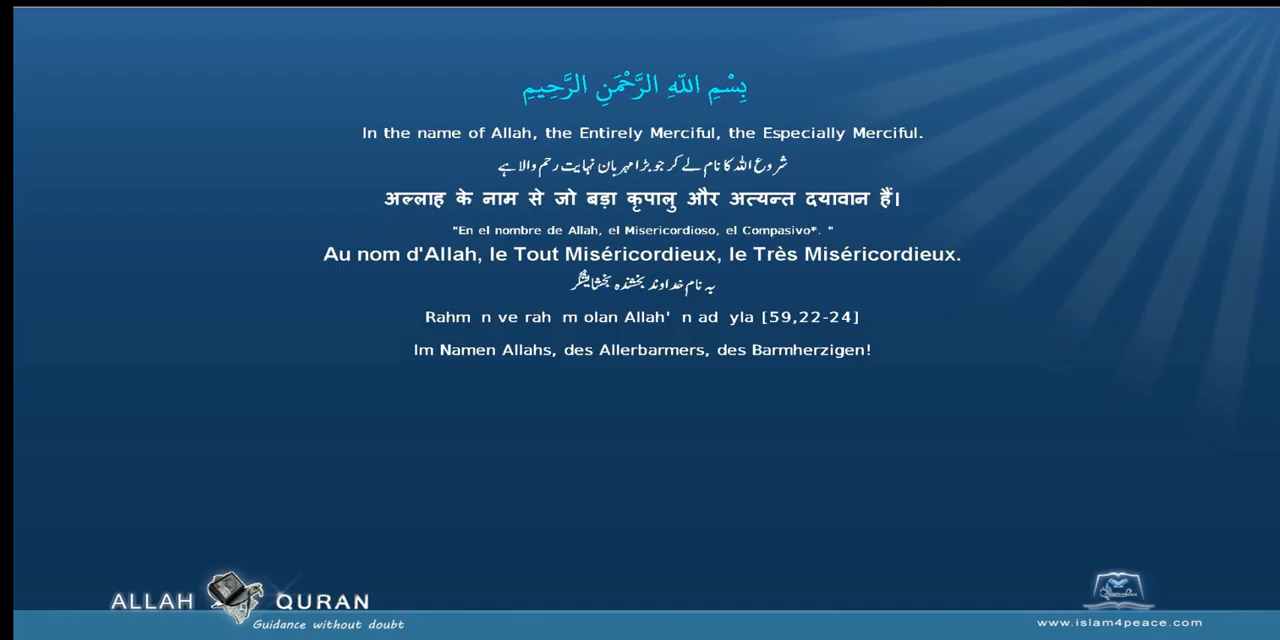 بِسْمِ اللّهِ الرَّحْمَنِ الرَّحِيمِ
In the name of Allah, the Entirely Merciful, the Especially Merciful.
شروع الله کا نام لے کر جو بڑا مہربان نہایت رحم والا ہے
अल्लाह के नाम से जो बड़ा कृपालु और अत्यन्त दयावान हैं।
"En el nombre de Allah, el Misericordioso, el Compasivo*. "
Au nom d'Allah, le Tout Miséricordieux, le Très Miséricordieux.
به نام خداوند بخشنده بخشایشگر
Rahm n ve rah m olan Allah' n ad yla [59,22-24]
Im Namen Allahs, des Allerbarmers, des Barmherzigen!
ALLAH QURAN
Guidance without doubt
www.islam4peace.com